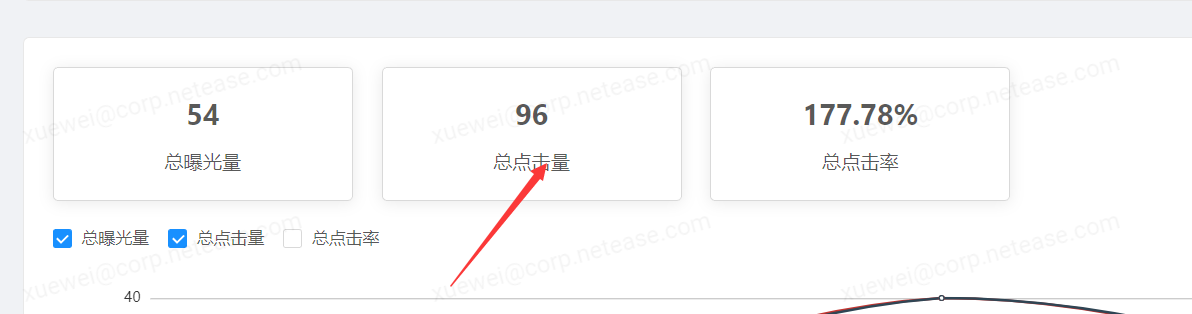 54
96
177.78%
总曝光量
总点击量
总点击率
总曝光量 总点击量 总点击率
40
xuewei@corp.netease.com
xuewei@corp.netease.com
xuewei@corp.netease.com
xuewei@corp.netease.com
xuewei@corp.netease.com
xuewei@corp.netease.com